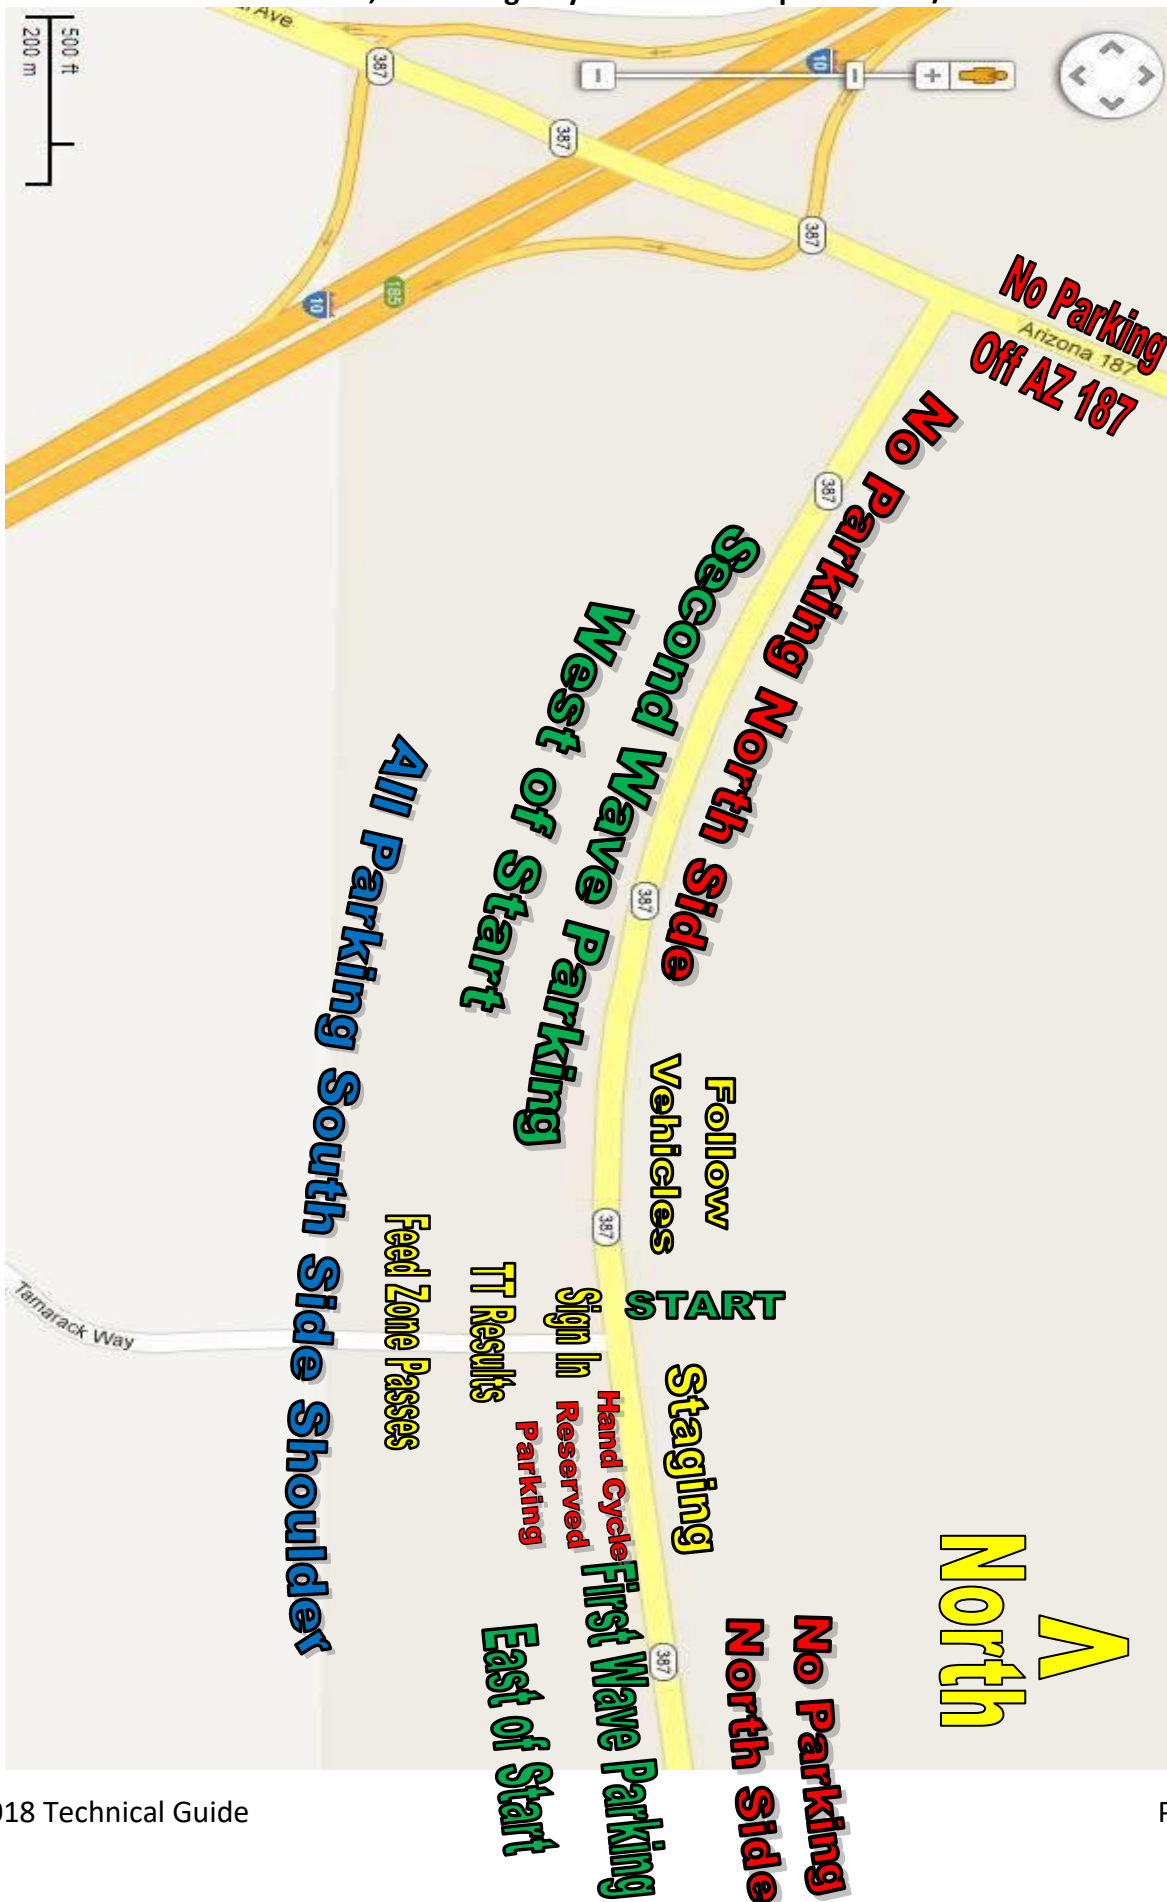 500 ft
200 m
Ave
387
10
387
387
185
10
Arizona 187
No Parking
Off AZ 187
387
No Parking North Side
Second Wave Parking
West of Start
387
All Parking South Side Shoulder
Follow
Vehicles
387
START
Sign In
TT Results
Feed Zone Passes
Tamarack Way
Staging
Hand Cycle
Reserved
Parking
First Wave Parking
East of Start
387
No Parking
North Side
^
North
18 Technical Guide